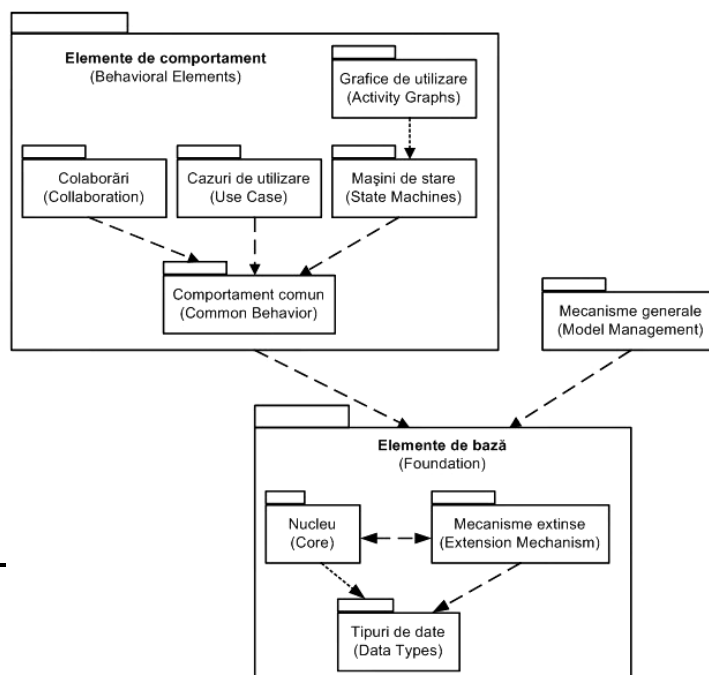 Elemente de comportament
(Behavioral Elements)
Grafice de utilizare
(Activity Graphs)
Colaborări
(Collaboration)
Cazuri de utilizare
(Use Case)
Maşini de stare
(State Machines)
Comportament comun
(Common Behavior)
Mecanisme generale
(Model Management)
Elemente de bază
(Foundation)
Nucleu
(Core)
Mecanisme extinse
(Extension Mechanism)
Tipuri de date
(Data Types)